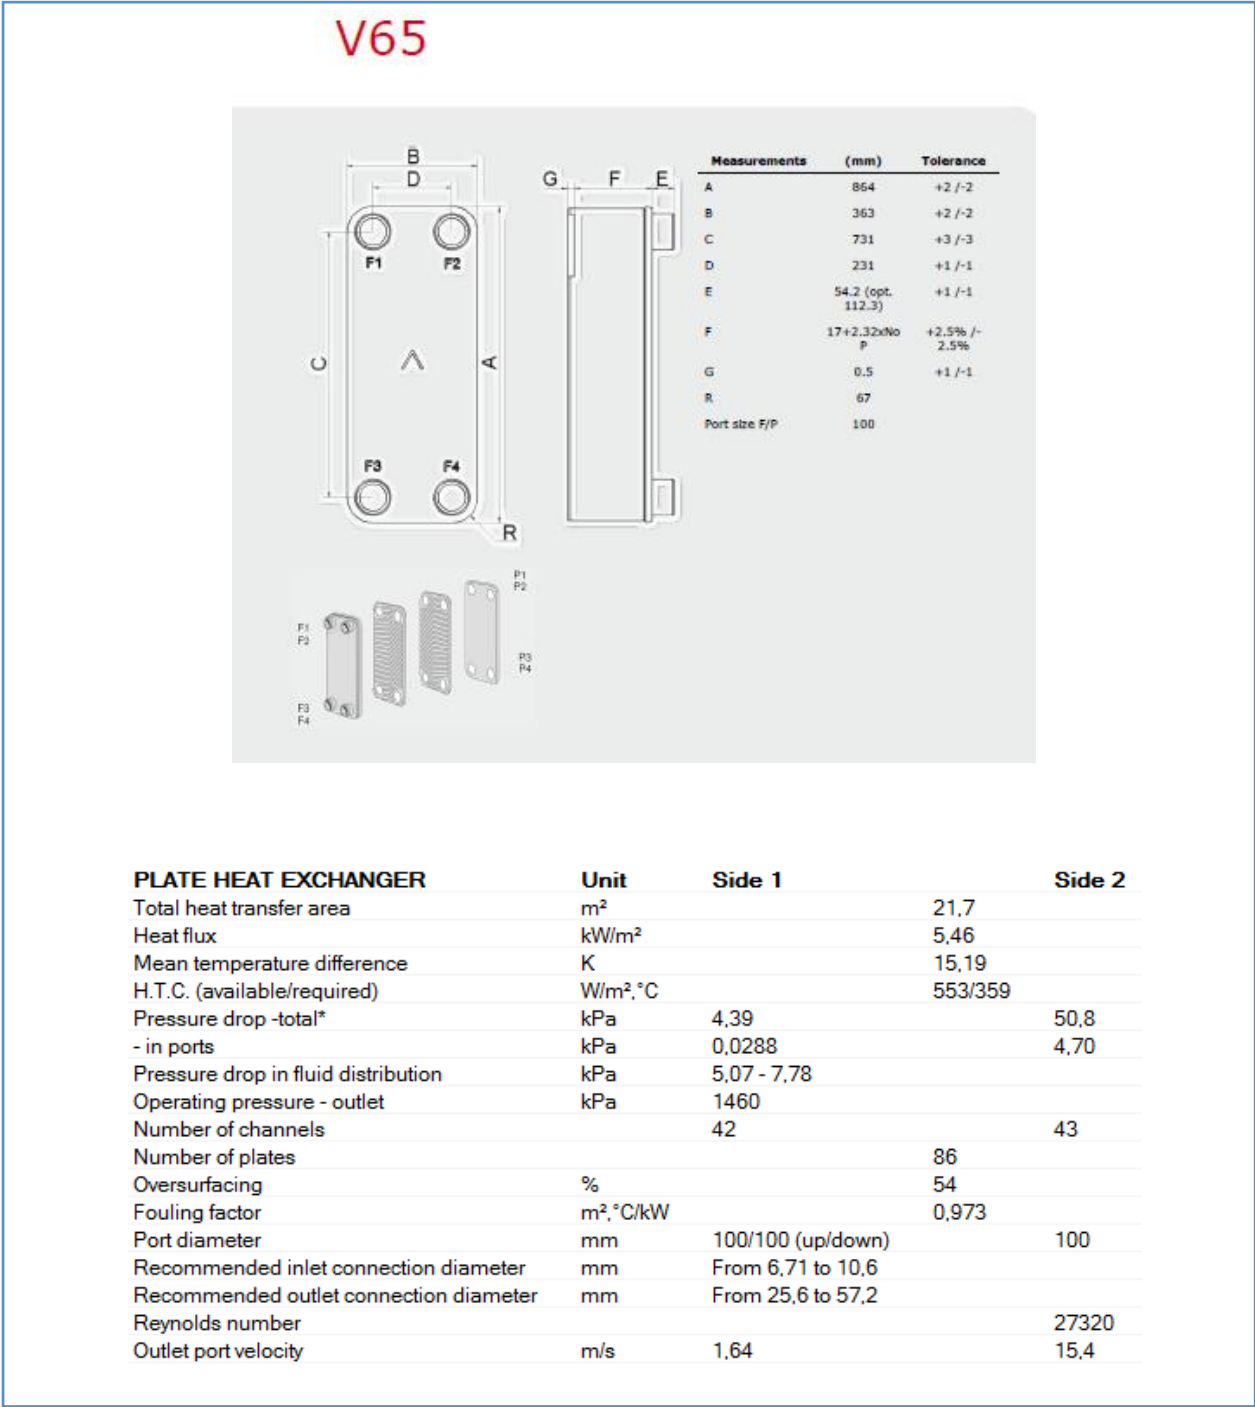 V65
B
D
G F E
F1 F2
C A
F3 F4
R
P1
P2
F1
F2
P3
P4
F3
F4
Measurements (mm) Tolerance
A 864 +2 /-2
B 363 +2 /-2
C 731 +3 /-3
D 231 +1 /-1
E 54.2 (opt. 112.3) +1 /-1
F 17+2.32xNo P +2.5% /- 2.5%
G 0.5 +1 /-1
R 67
Port size F/P 100
PLATE HEAT EXCHANGER Unit Side 1 Side 2
Total heat transfer area m² 21,7
Heat flux kW/m² 5,46
Mean temperature difference K 15,19
H.T.C. (available/required) W/m²,°C 553/359
Pressure drop -total* kPa 4,39 50,8
- in ports kPa 0,0288 4,70
Pressure drop in fluid distribution kPa 5,07 - 7,78
Operating pressure - outlet kPa 1460
Number of channels 42 43
Number of plates 86
Oversurfacing % 54
Fouling factor m²,°C/kW 0,973
Port diameter mm 100/100 (up/down) 100
Recommended inlet connection diameter mm From 6,71 to 10,6
Recommended outlet connection diameter mm From 25,6 to 57,2
Reynolds number 27320
Outlet port velocity m/s 1,64 15,4